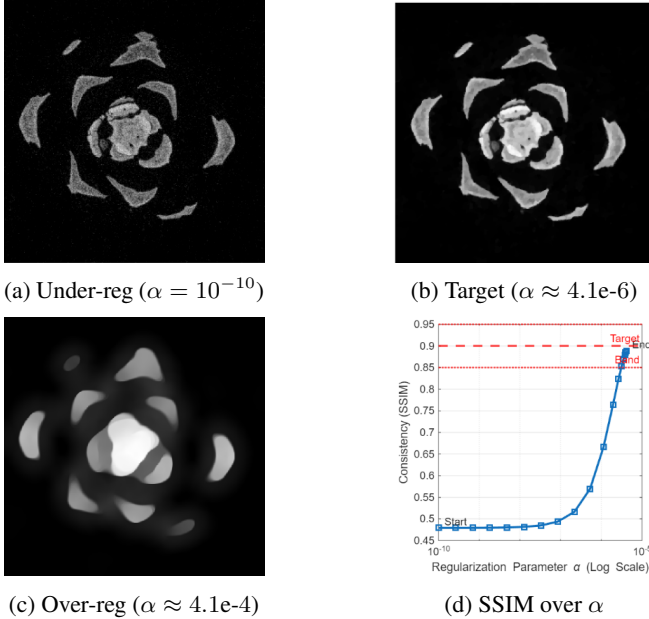 (a) Under-reg (α = 10⁻¹⁰)
(b) Target (α ≈ 4.1e-6)
0.95
0.9
0.85
0.8
0.75
0.7
0.65
0.6
0.55
0.5
0.45
Consistency (SSIM)
Target
End
Band
Start
10⁻¹⁰
10⁻⁵
Regularization Parameter α (Log Scale)
(c) Over-reg (α ≈ 4.1e-4)
(d) SSIM over α